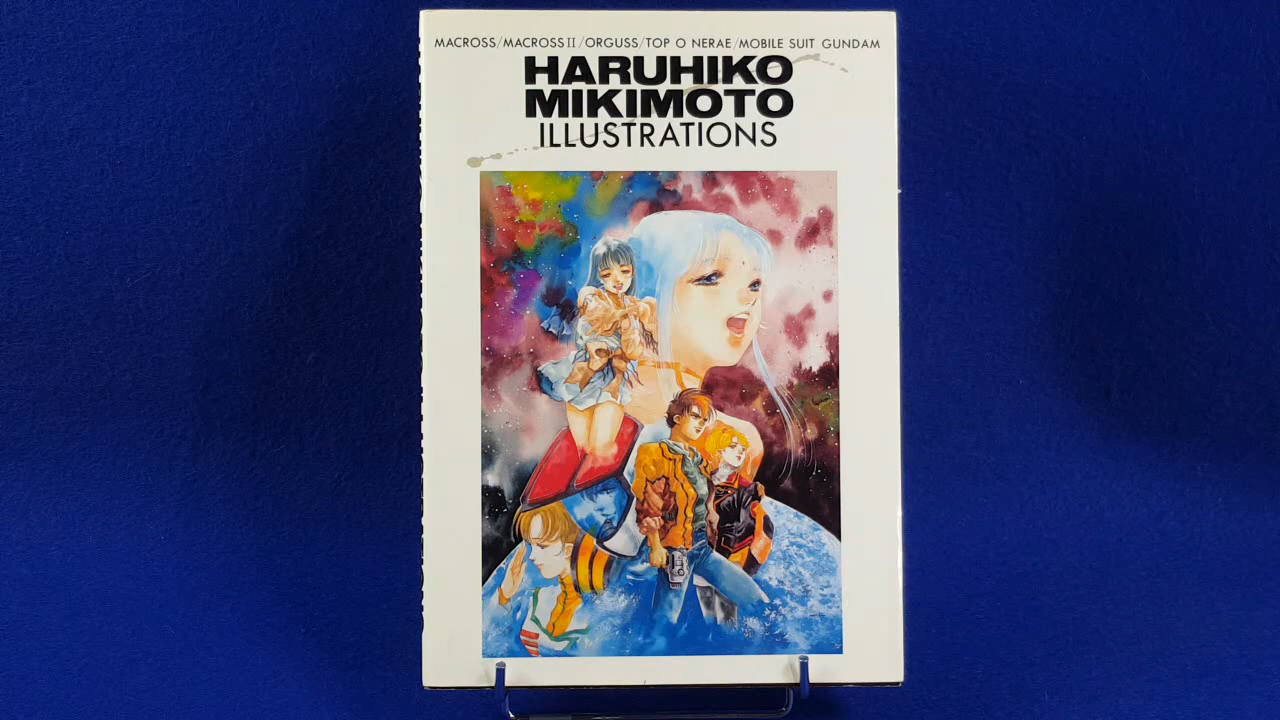 MACROSS/MACROSS II/ORGUSS/TOP O NERAE/MOBILE SUIT GUNDAM
HARUHIKO
MIKIMOTO
ILLUSTRATIONS